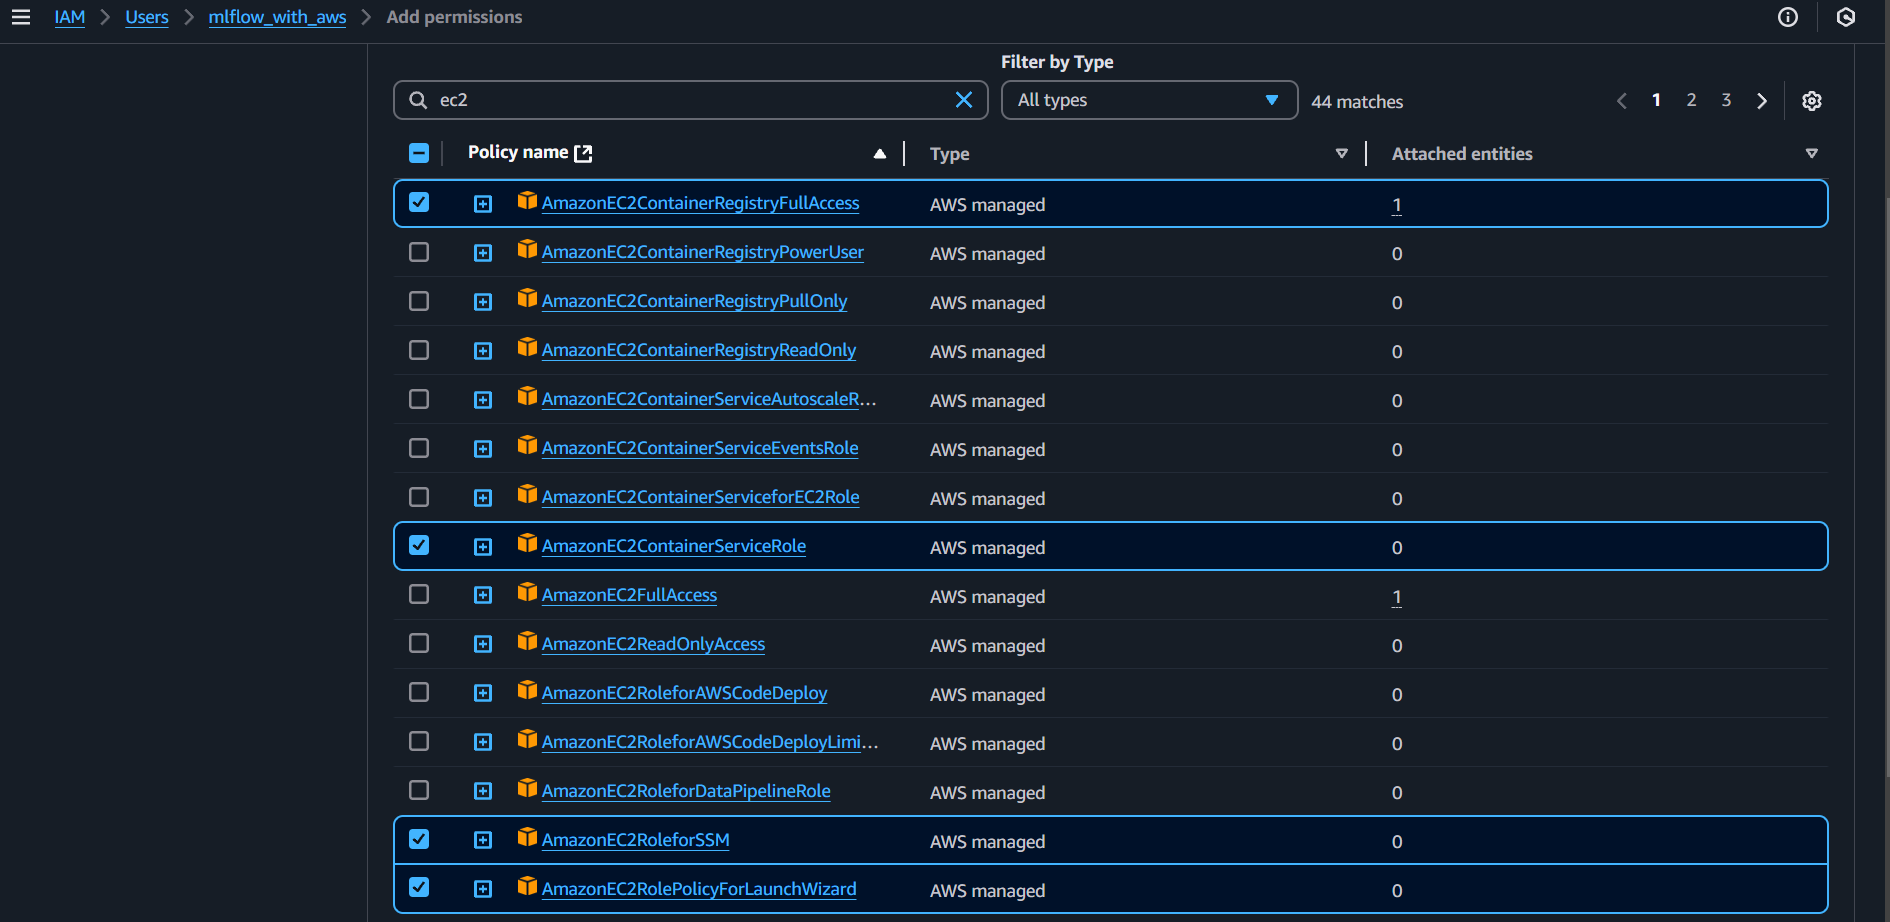 IAM > Users > mlflow_with_aws > Add permissions
Filter by Type
ec2 All types 44 matches 1 2 3
Policy name Type Attached entities
AmazonEC2ContainerRegistryFullAccess AWS managed 1
AmazonEC2ContainerRegistryPowerUser AWS managed 0
AmazonEC2ContainerRegistryPullOnly AWS managed 0
AmazonEC2ContainerRegistryReadOnly AWS managed 0
AmazonEC2ContainerServiceAutoscaleR... AWS managed 0
AmazonEC2ContainerServiceEventsRole AWS managed 0
AmazonEC2ContainerServiceforEC2Role AWS managed 0
AmazonEC2ContainerServiceRole AWS managed 0
AmazonEC2FullAccess AWS managed 1
AmazonEC2ReadOnlyAccess AWS managed 0
AmazonEC2RoleforAWSCodeDeploy AWS managed 0
AmazonEC2RoleforAWSCodeDeployLimi... AWS managed 0
AmazonEC2RoleforDataPipelineRole AWS managed 0
AmazonEC2RoleforSSM AWS managed 0
AmazonEC2RolePolicyForLaunchWizard AWS managed 0